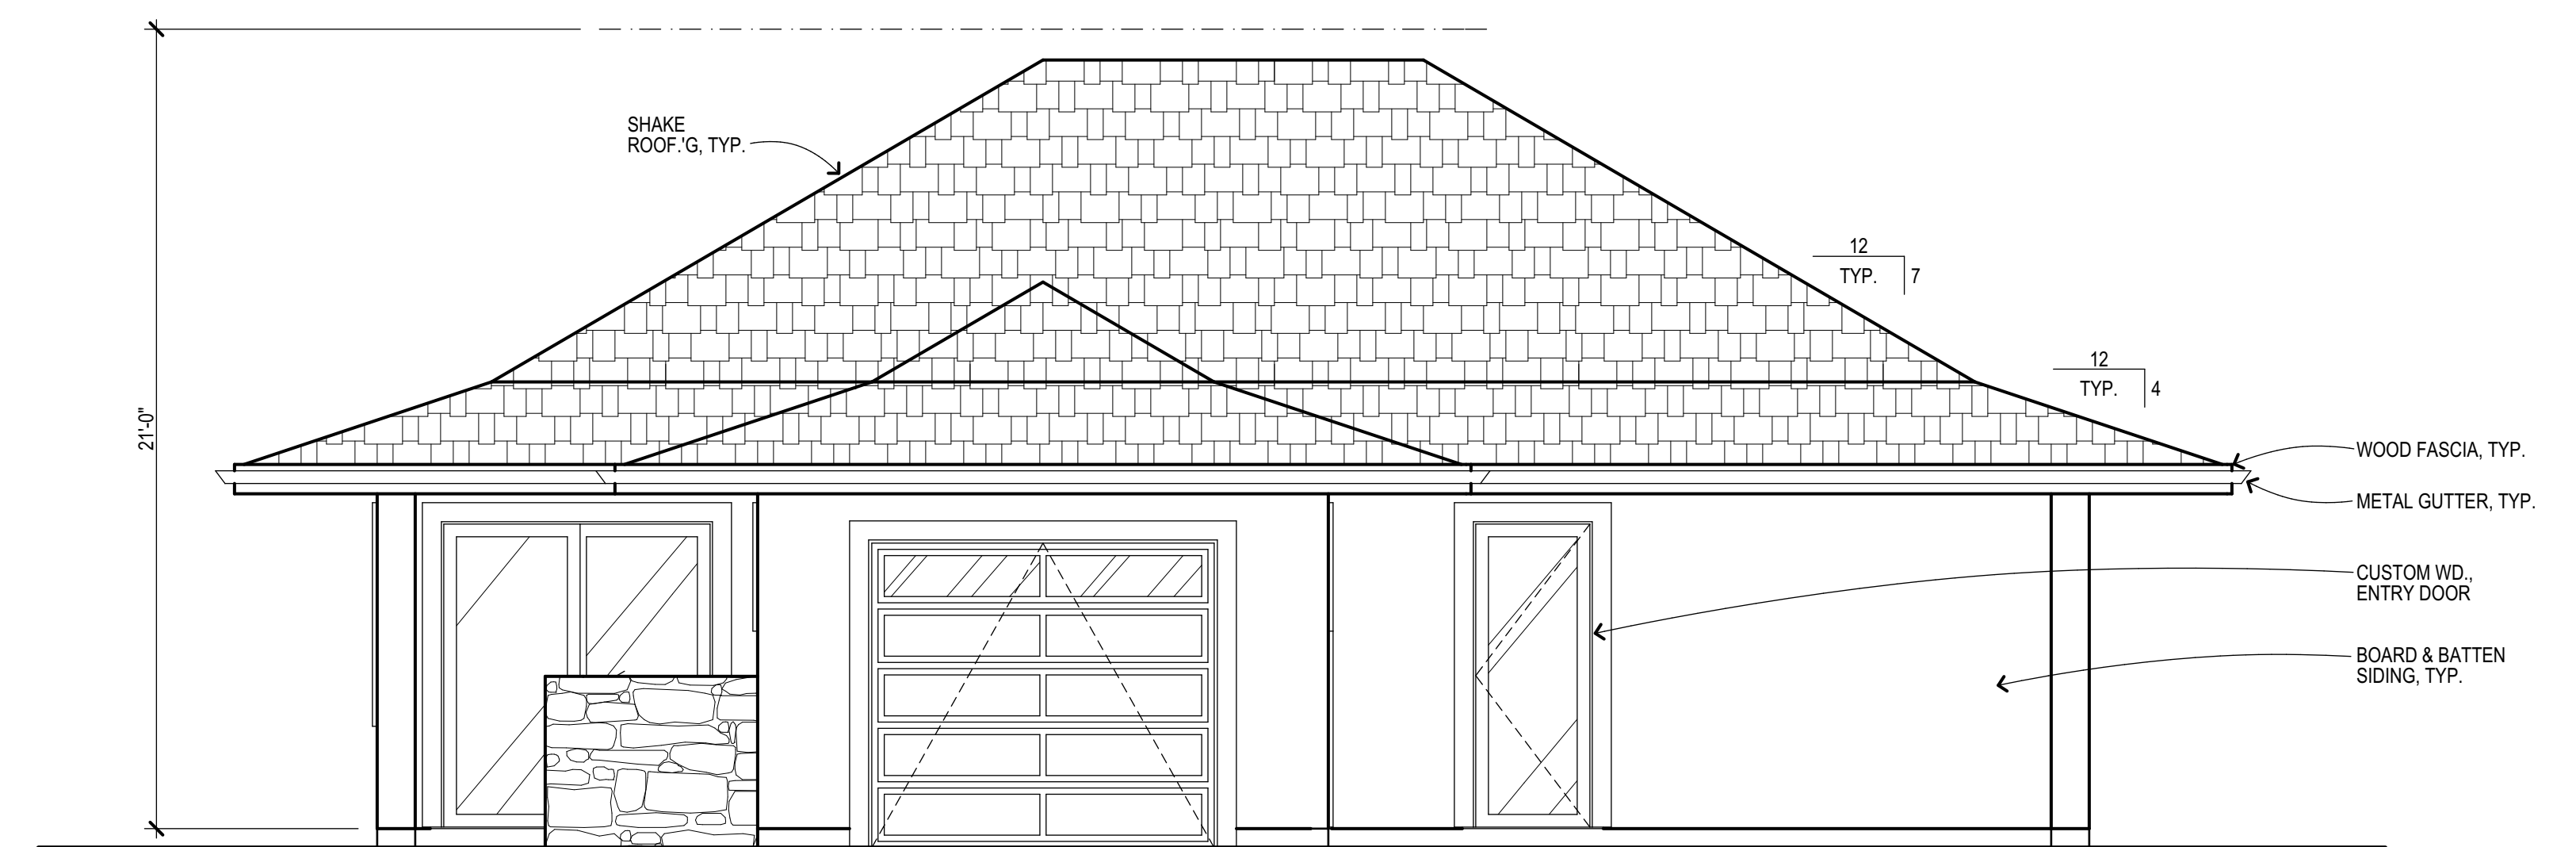 SHAKE
ROOF.'G, TYP.
12
TYP. 7
12
TYP. 4
21'-0"
WOOD FASCIA, TYP.
METAL GUTTER, TYP.
CUSTOM WD.,
ENTRY DOOR
BOARD & BATTEN
SIDING, TYP.